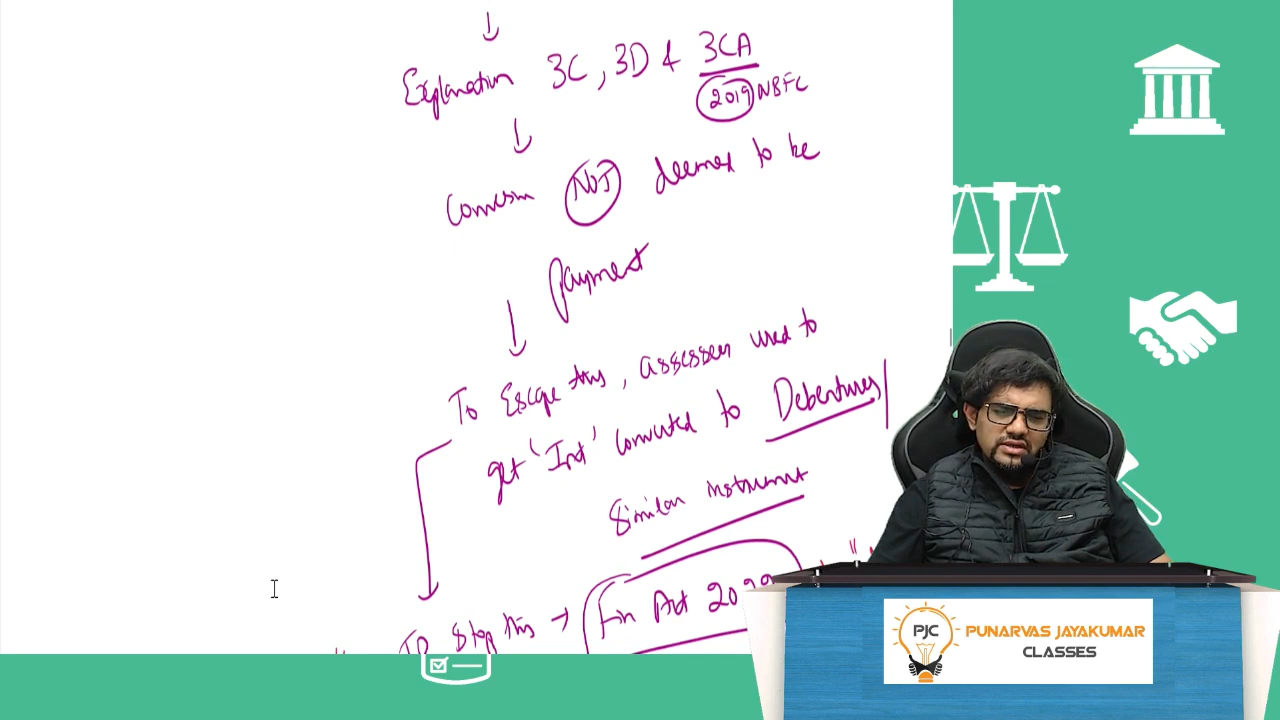 Explanation 3C, 3D & 3CA
2019 NBFC
Conversion NOT deemed to be
Payment
To Escape this, assessees used to
get 'Int' converted to Debentures/
Similar instrument
To stop this → Fin Act 2022
PJC
PUNARVAS JAYAKUMAR
CLASSES